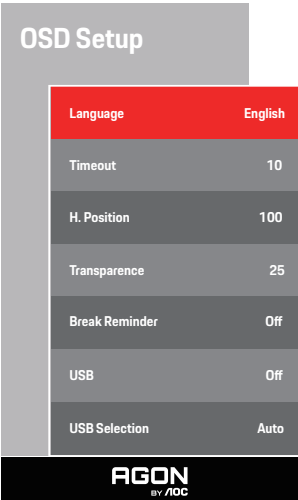 OSD Setup
Language English
Timeout 10
H. Position 100
Transparence 25
Break Reminder Off
USB Off
USB Selection Auto
AGON
BY AOC